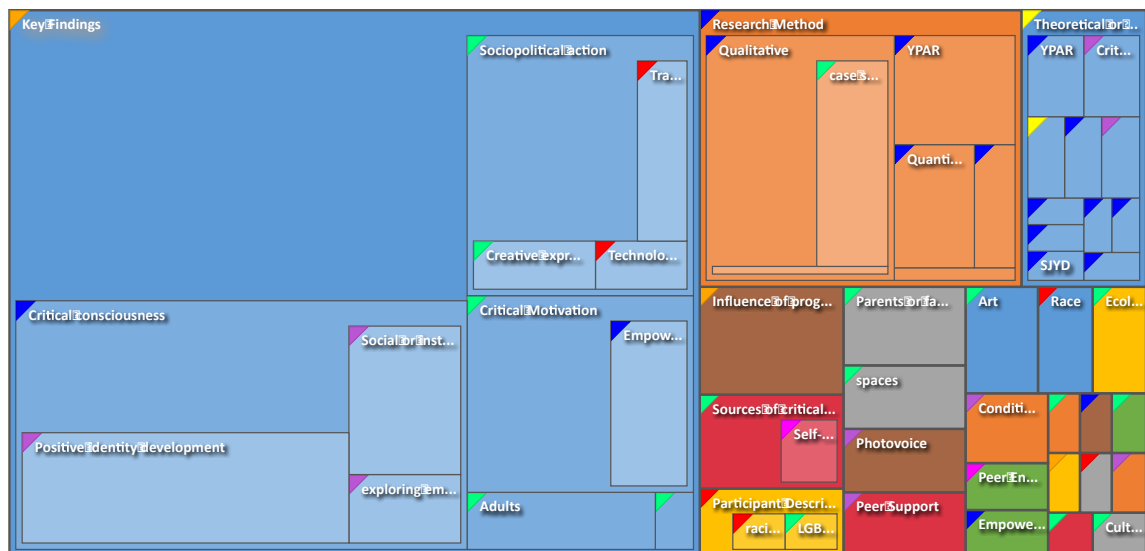 Key Findings
Sociopolitical action
Tra...
Creative expr...
Technolo...
Critical consciousness
Social or inst...
Positive identity development
exploring em...
Critical Motivation
Empow...
Adults
Research Method
Qualitative
case s...
YPAR
Quanti...
Theoretical or ...
YPAR
Crit...
SJYD
Influence of prog...
Sources of critical...
Self-...
Participant Descri...
raci...
LGB...
Parents or fa...
spaces
Photovoice
Peer Support
Art
Race
Ecol...
Conditi...
Peer En...
Empowe...
Cult...